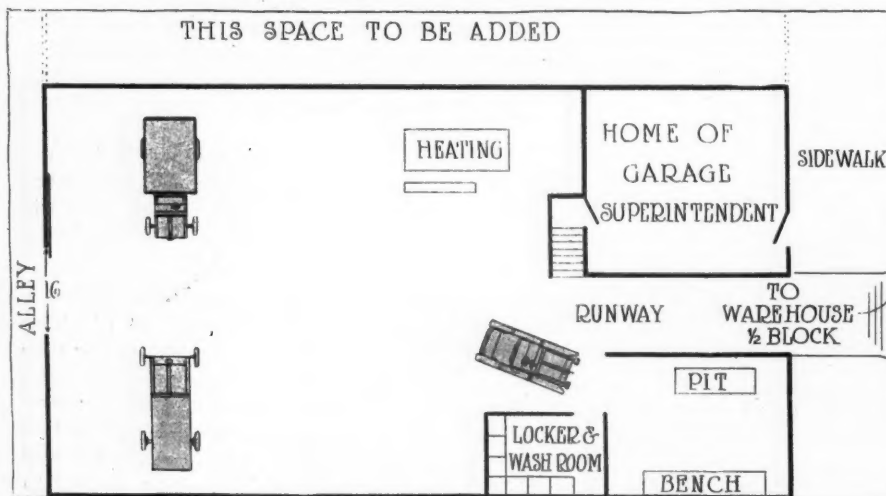 THIS SPACE TO BE ADDED
HEATING
HOME OF
GARAGE
SUPERINTENDENT
SIDEWALK
ALLEY
16
RUNWAY
TO
WAREHOUSE
½ BLOCK
PIT
LOCKER &
WASH ROOM
BENCH